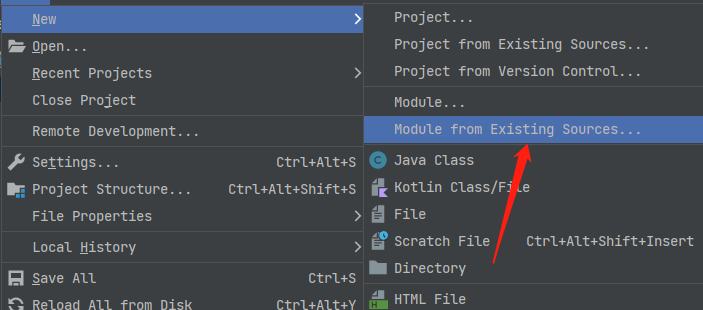 New
Open...
Recent Projects
Close Project
Remote Development...
Settings... Ctrl+Alt+S
Project Structure... Ctrl+Alt+Shift+S
File Properties
Local History
Save All Ctrl+S
Reload All from Disk Ctrl+Alt+Y
Project...
Project from Existing Sources...
Project from Version Control...
Module...
Module from Existing Sources...
Java Class
Kotlin Class/File
File
Scratch File Ctrl+Alt+Shift+Insert
Directory
HTML File